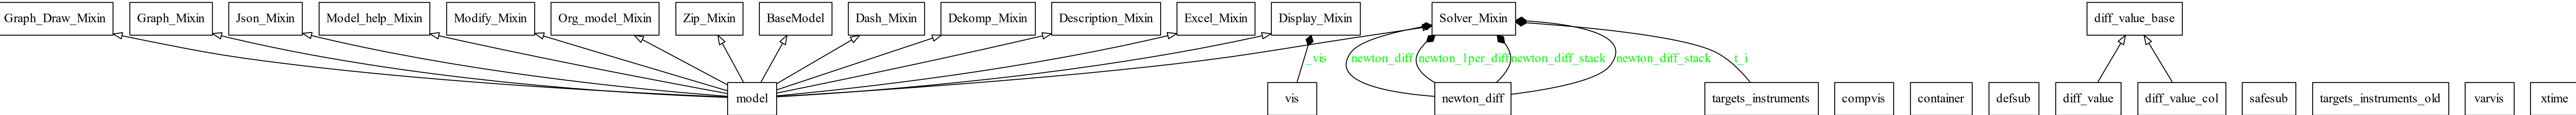 Graph_Draw_Mixin
Graph_Mixin
Json_Mixin
Model_help_Mixin
Modify_Mixin
Org_model_Mixin
Zip_Mixin
BaseModel
Dash_Mixin
Dekomp_Mixin
Description_Mixin
Excel_Mixin
Display_Mixin
Solver_Mixin
diff_value_base
_vis
newton_diff
newton_1per_diff
newton_diff_stack
newton_diff_stack
t_i
model
vis
newton_diff
targets_instruments
compvis
container
defsub
diff_value
diff_value_col
safesub
targets_instruments_old
varvis
xtime